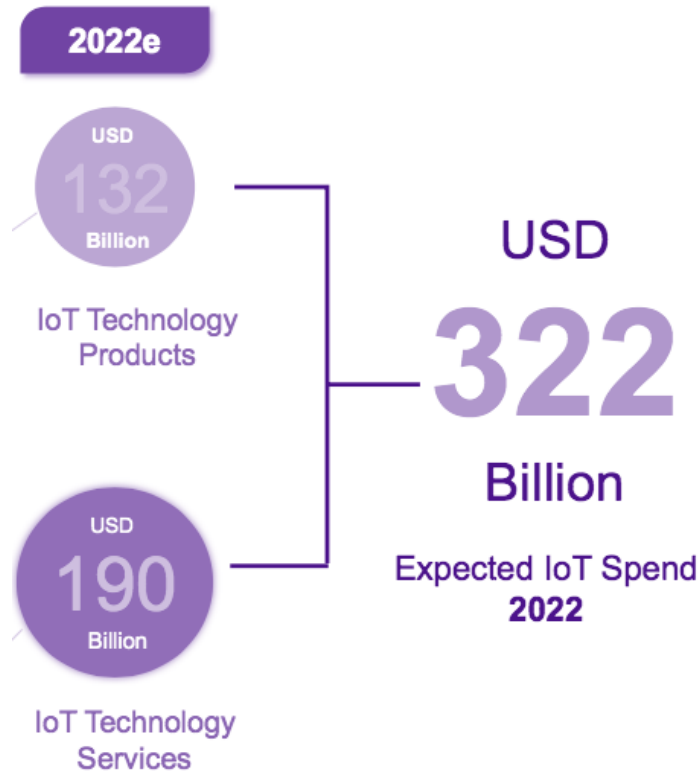 2022e
USD
132
Billion
IoT Technology
Products
USD
190
Billion
IoT Technology
Services
USD
322
Billion
Expected IoT Spend
2022